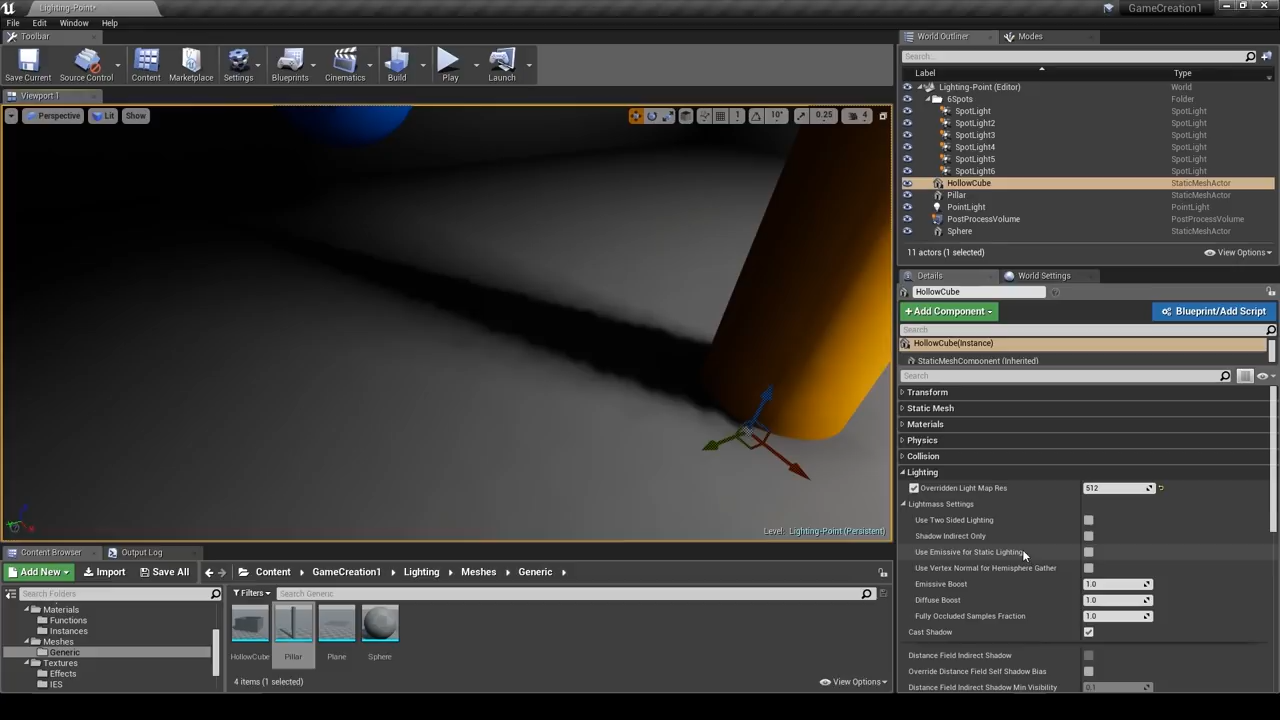 Lighting-Point*
GameCreation1
File Edit Window Help
Toolbar
Save Current Source Control Content Marketplace Settings Blueprints Cinematics Build Play Launch
Viewport 1
Perspective Lit Show
1 10° 0.25 4
Level: Lighting-Point (Persistent)
Content Browser Output Log
Add New Import Save All Content GameCreation1 Lighting Meshes Generic
Search Folders
Filters Search Generic
Materials
Functions
Instances
Meshes
Generic
Textures
Effects
IES
HollowCube Pillar Plane Sphere
4 items (1 selected) View Options
World Outliner Modes
Search...
Label Type
Lighting-Point (Editor) World
6Spots Folder
SpotLight SpotLight
SpotLight2 SpotLight
SpotLight3 SpotLight
SpotLight4 SpotLight
SpotLight5 SpotLight
SpotLight6 SpotLight
HollowCube StaticMeshActor
Pillar StaticMeshActor
PointLight PointLight
PostProcessVolume PostProcessVolume
Sphere StaticMeshActor
11 actors (1 selected) View Options
Details World Settings
HollowCube
+Add Component Blueprint/Add Script
Search
HollowCube(Instance)
StaticMeshComponent (Inherited)
Search
Transform
Static Mesh
Materials
Physics
Collision
Lighting
Overridden Light Map Res 512
Lightmass Settings
Use Two Sided Lighting
Shadow Indirect Only
Use Emissive for Static Lighting
Use Vertex Normal for Hemisphere Gather
Emissive Boost 1.0
Diffuse Boost 1.0
Fully Occluded Samples Fraction 1.0
Cast Shadow
Distance Field Indirect Shadow
Override Distance Field Self Shadow Bias
Distance Field Indirect Shadow Min Visibility 0.1